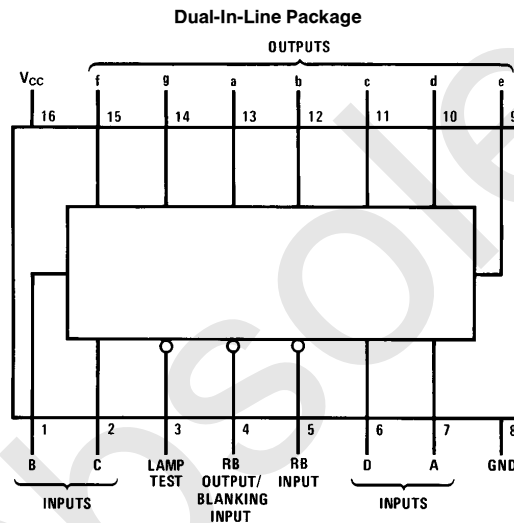 Dual-In-Line Package
OUTPUTS
VCC f g a b c d e
16 15 14 13 12 11 10 9
1 2 3 4 5 6 7 8
B C LAMP TEST RB OUTPUT/ BLANKING INPUT RB INPUT D A GND
INPUTS INPUTS
bsole